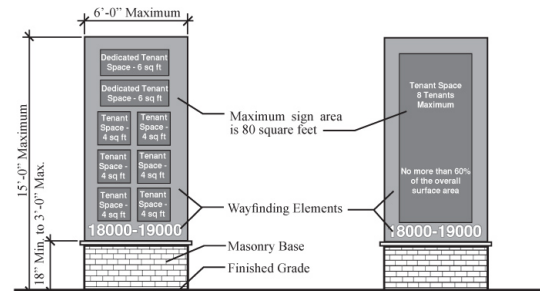 6'-0" Maximum
15'-0" Maximum
18" Min. to 3'-0" Max.
Dedicated Tenant
Space - 6 sq ft
Dedicated Tenant
Space - 6 sq ft
Tenant
Space -
4 sq ft
Tenant
Space -
4 sq ft
Tenant
Space -
4 sq ft
Tenant
Space -
4 sq ft
Tenant
Space -
4 sq ft
Tenant
Space -
4 sq ft
18000-19000
Maximum sign area
is 80 square feet
Wayfinding Elements
Masonry Base
Finished Grade
Tenant Space
8 Tenants
Maximum
No more than 60%
of the overall
surface area
18000-19000